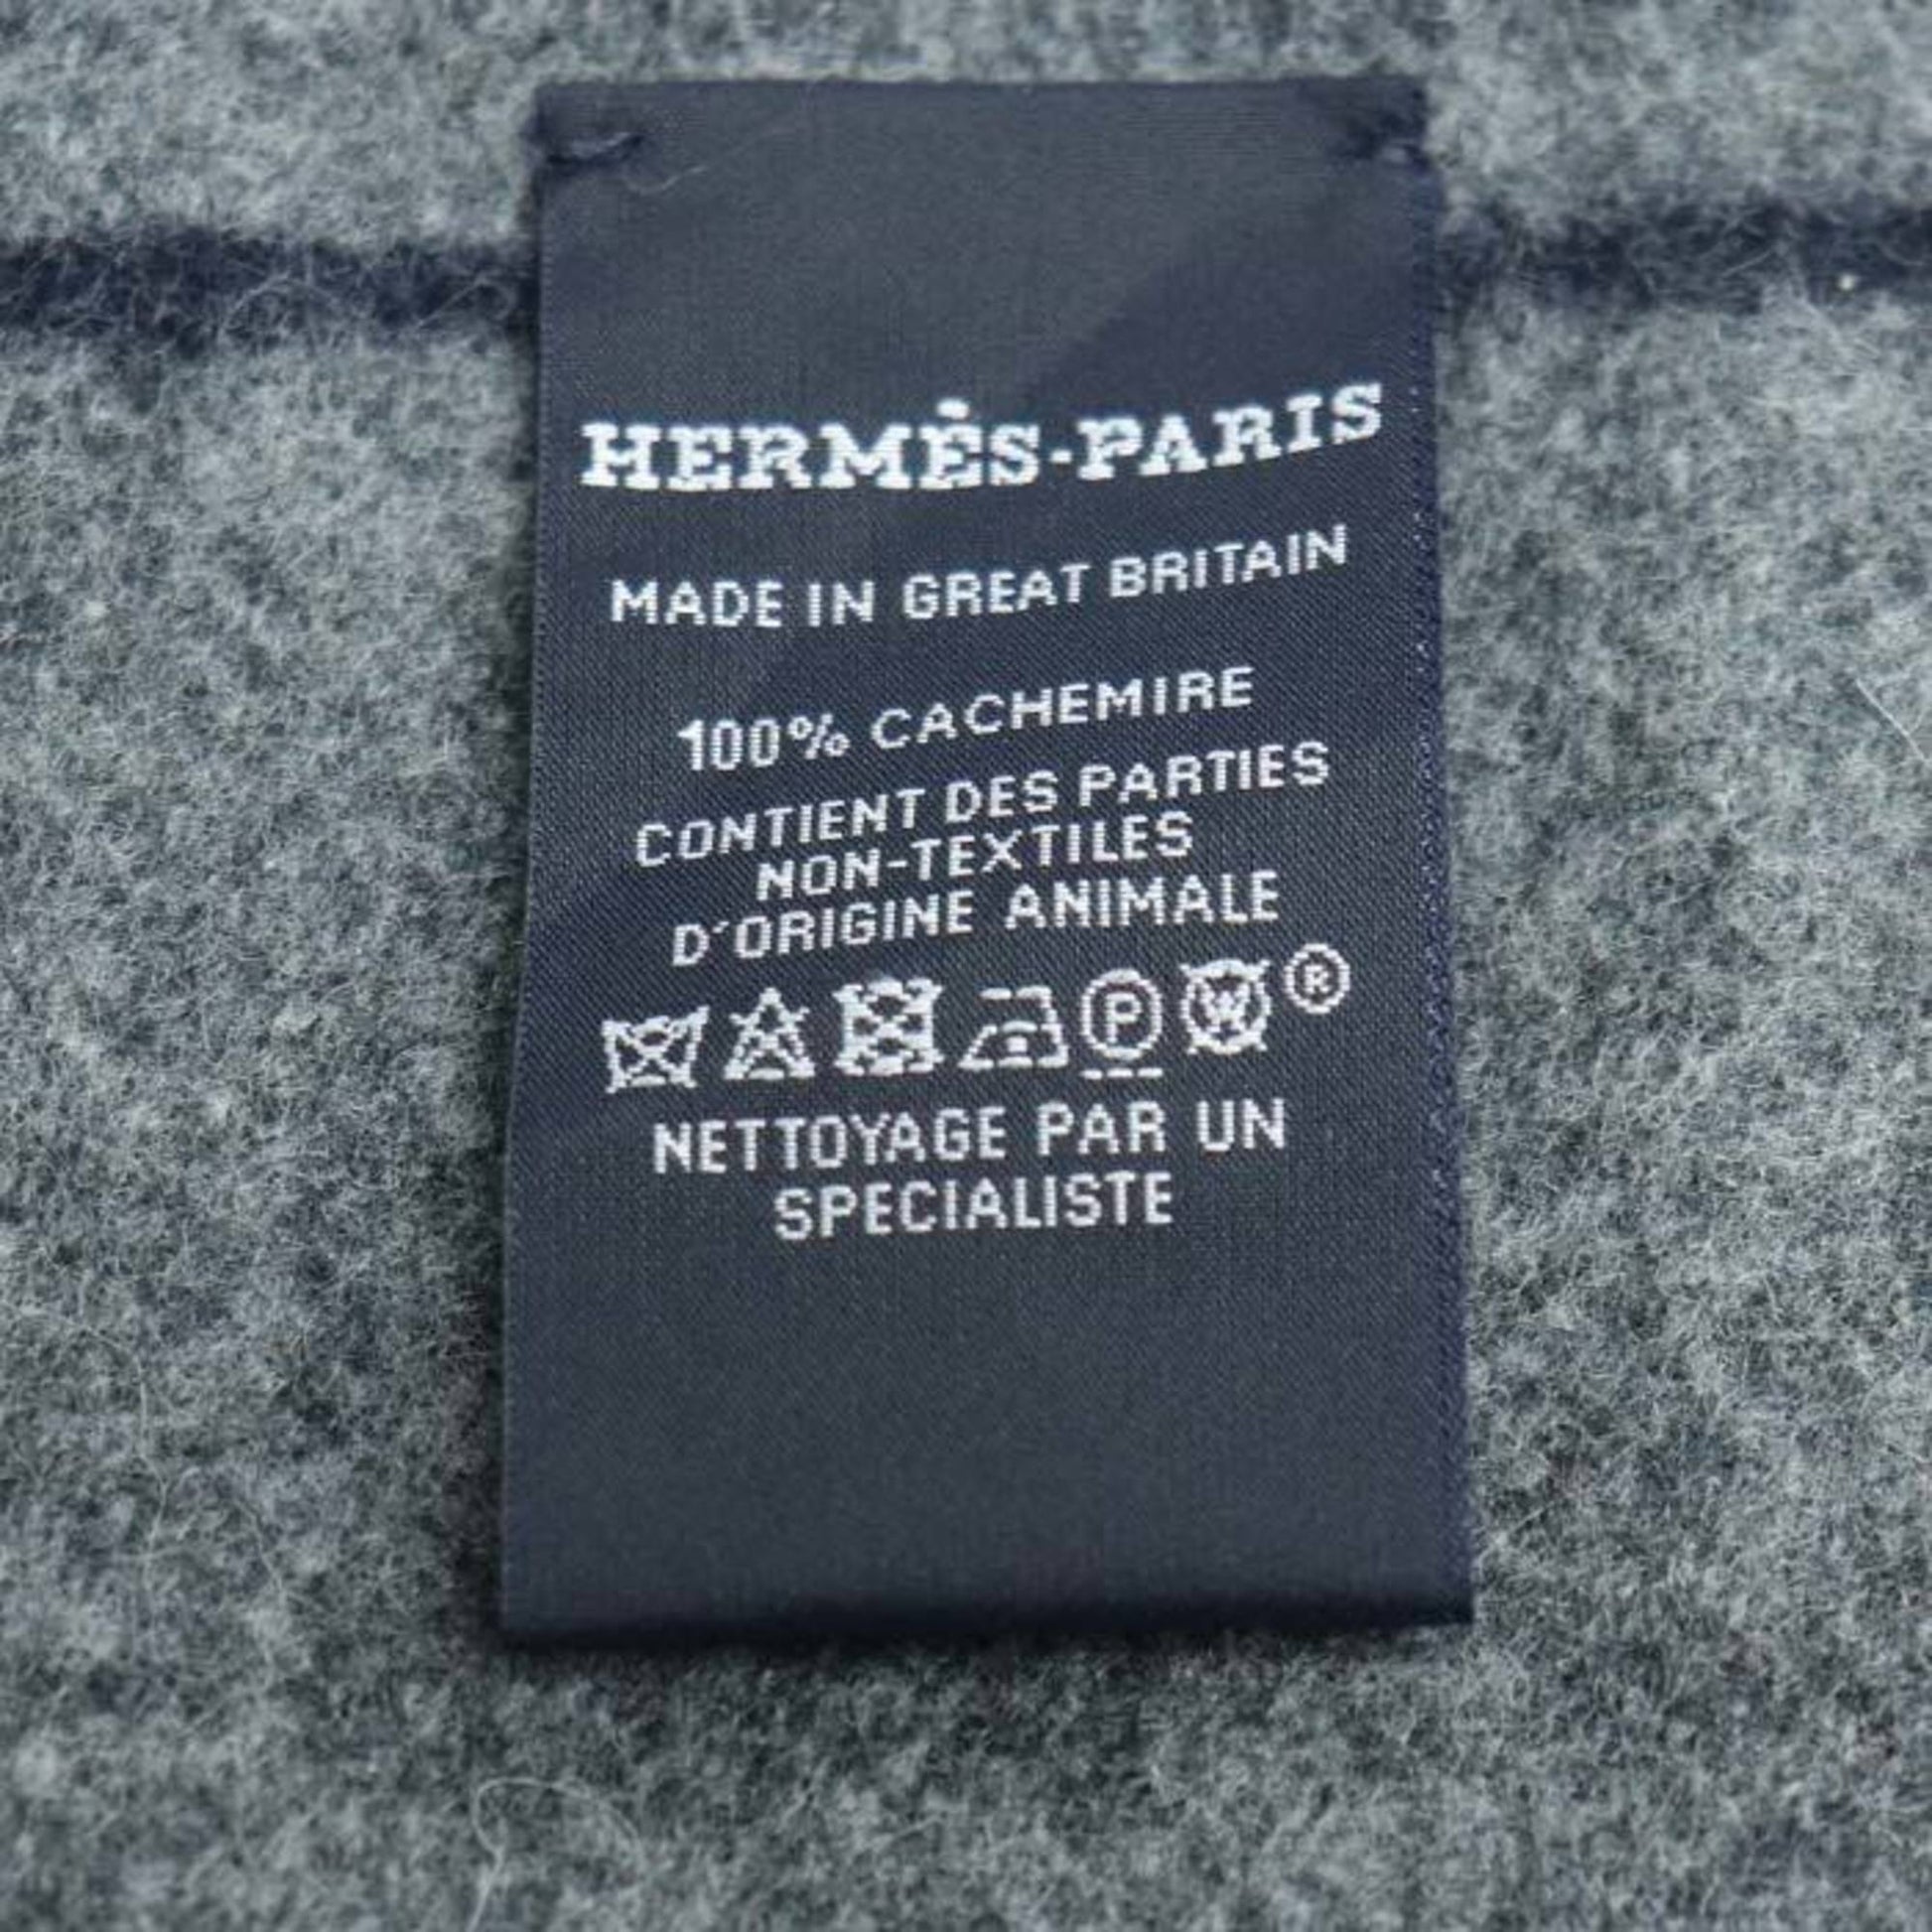 HERMÈS-PARIS
MADE IN GREAT BRITAIN
100% CACHEMIRE
CONTIENT DES PARTIES
NON-TEXTILES
D'ORIGINE ANIMALE
P W ®
NETTOYAGE PAR UN
SPECIALISTE